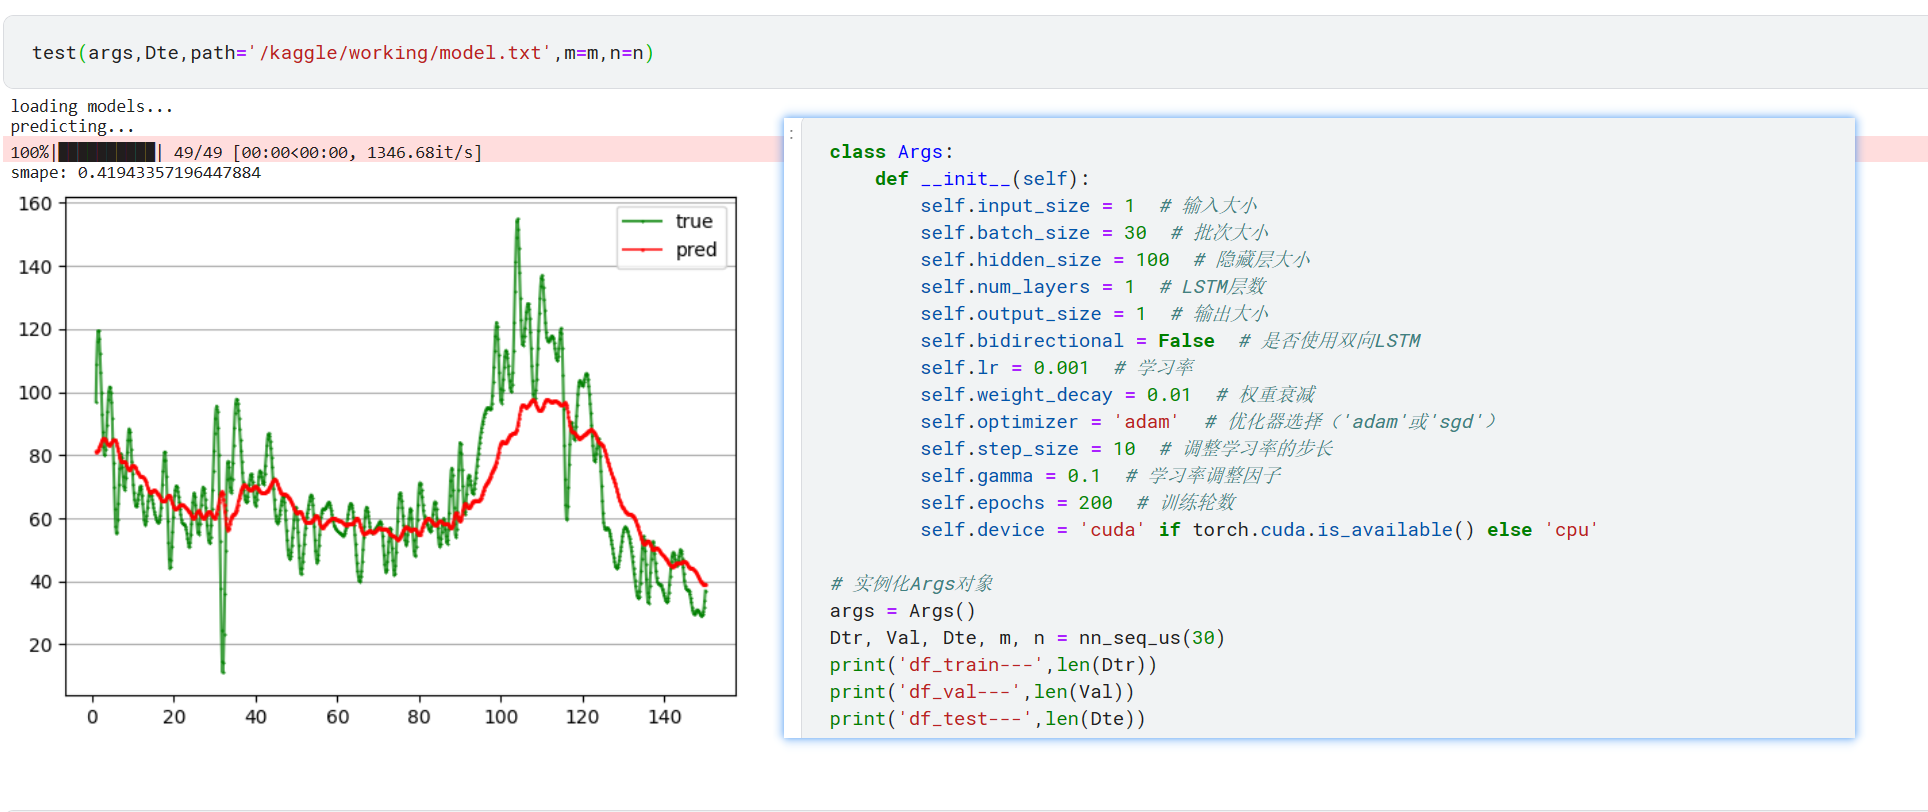 test(args,Dte,path='/kaggle/working/model.txt',m=m,n=n)
loading models...
predicting...
100%|██████████| 49/49 [00:00<00:00, 1346.68it/s]
smape: 0.41943357196447884
160
140
120
100
80
60
40
20
0 20 40 60 80 100 120 140
true
pred
:
class Args:
    def __init__(self):
        self.input_size = 1  # 输入大小
        self.batch_size = 30  # 批次大小
        self.hidden_size = 100  # 隐藏层大小
        self.num_layers = 1  # LSTM层数
        self.output_size = 1  # 输出大小
        self.bidirectional = False  # 是否使用双向LSTM
        self.lr = 0.001  # 学习率
        self.weight_decay = 0.01  # 权重衰减
        self.optimizer = 'adam'  # 优化器选择（'adam'或'sgd'）
        self.step_size = 10  # 调整学习率的步长
        self.gamma = 0.1  # 学习率调整因子
        self.epochs = 200  # 训练轮数
        self.device = 'cuda' if torch.cuda.is_available() else 'cpu'
# 实例化Args对象
args = Args()
Dtr, Val, Dte, m, n = nn_seq_us(30)
print('df_train---',len(Dtr))
print('df_val---',len(Val))
print('df_test---',len(Dte))